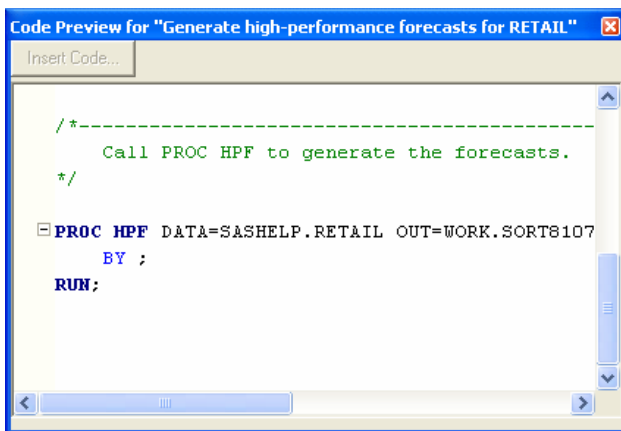 Code Preview for "Generate high-performance forecasts for RETAIL"
Insert Code...
/*------------------------------------------
Call PROC HPF to generate the forecasts.
*/
PROC HPF DATA=SASHELP.RETAIL OUT=WORK.SORT8107
BY ;
RUN;